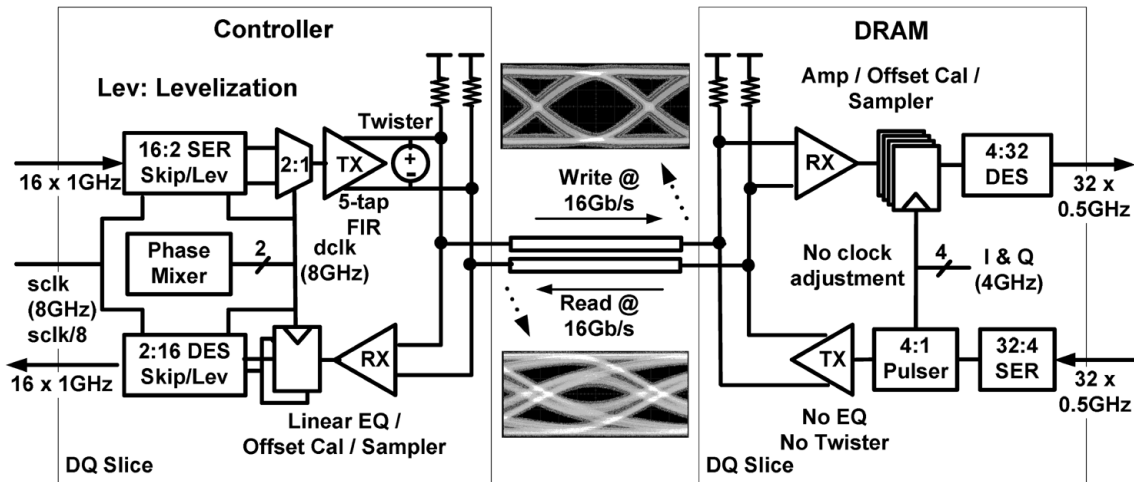 Controller
Lev: Levelization
16:2 SER
Skip/Lev
2:1
TX
Twister
+
-
5-tap
FIR
16 x 1GHz
Phase
Mixer
2
dclk
(8GHz)
sclk
(8GHz)
sclk/8
2:16 DES
Skip/Lev
RX
16 x 1GHz
Linear EQ /
Offset Cal / Sampler
DQ Slice
Write @
16Gb/s
Read @
16Gb/s
DRAM
Amp / Offset Cal /
Sampler
RX
4:32
DES
32 x
0.5GHz
No clock
adjustment
4
I & Q
(4GHz)
TX
4:1
Pulser
32:4
SER
32 x
0.5GHz
No EQ
No Twister
DQ Slice